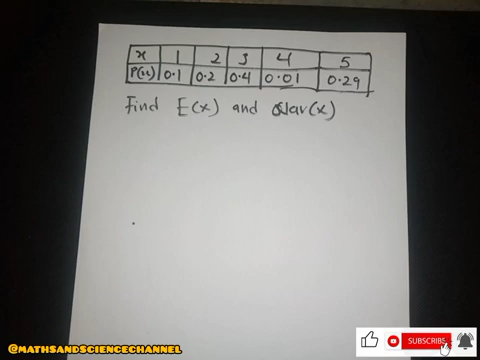 x 1 2 3 4 5
P(x) 0.1 0.2 0.4 0.01 0.29
Find E(x) and Var(x)
@MATHSANDSCIENCECHANNEL
SUBSCRIBE